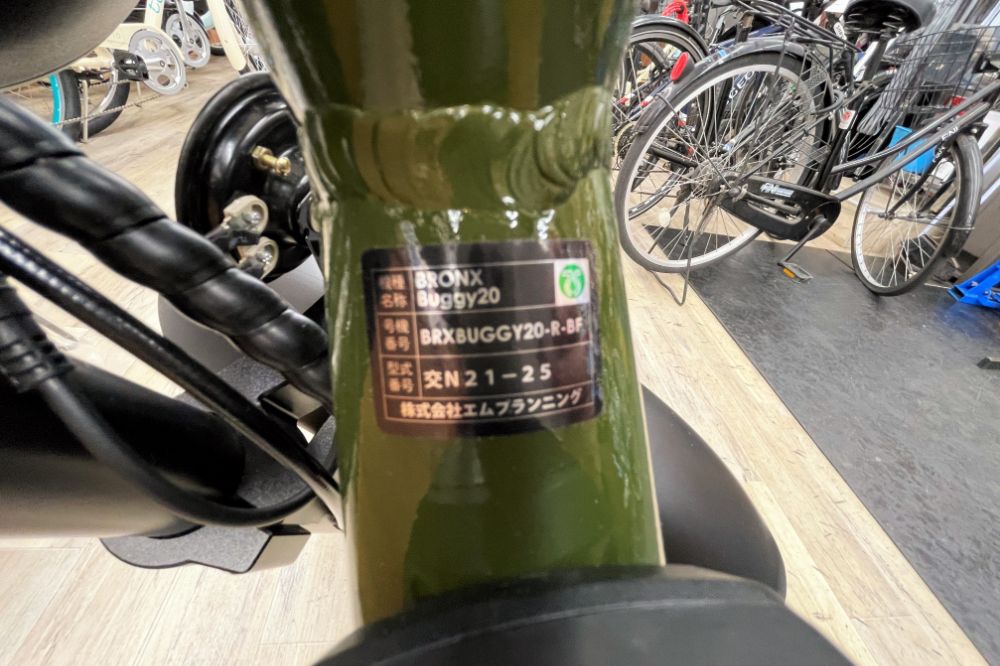 機種 BRONX
名称 Buggy20
号機 番号 BRXBUGGY20-R-BF
型式 番号 交N21-25
株式会社エムプランニング